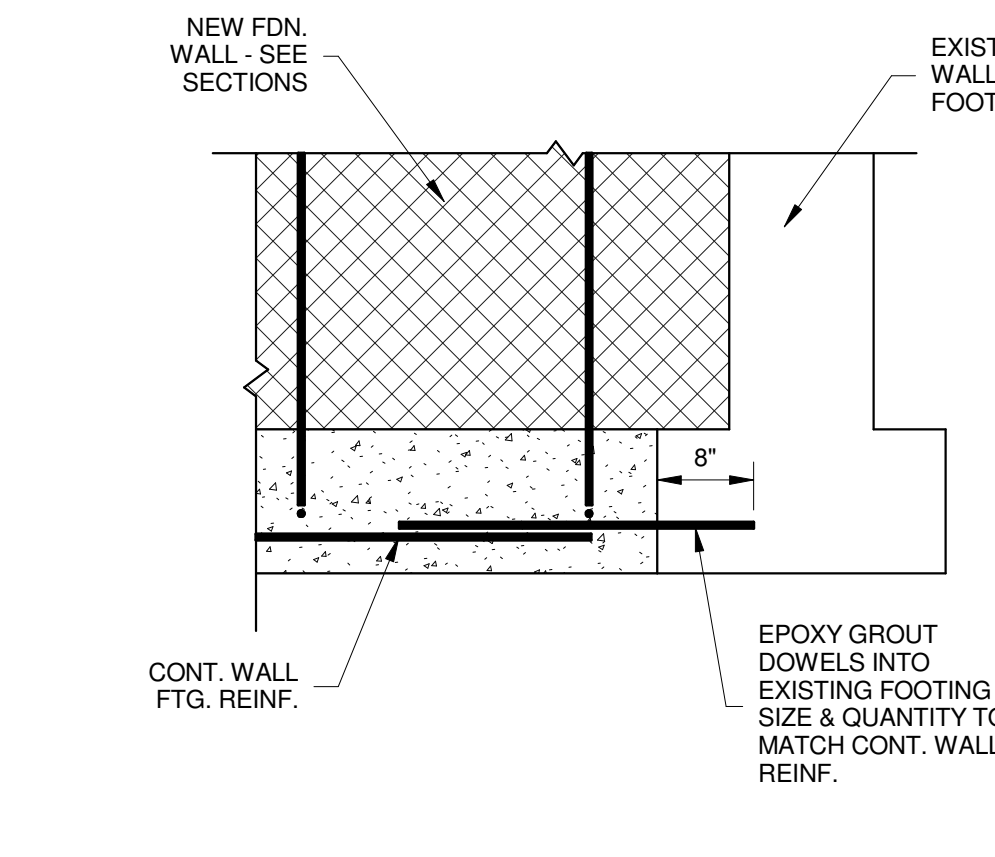 NEW FDN.
WALL - SEE
SECTIONS
EXIST
WALL
FOOT
8"
CONT. WALL
FTG. REINF.
EPOXY GROUT
DOWELS INTO
EXISTING FOOTING
SIZE & QUANTITY TO
MATCH CONT. WALL
REINF.